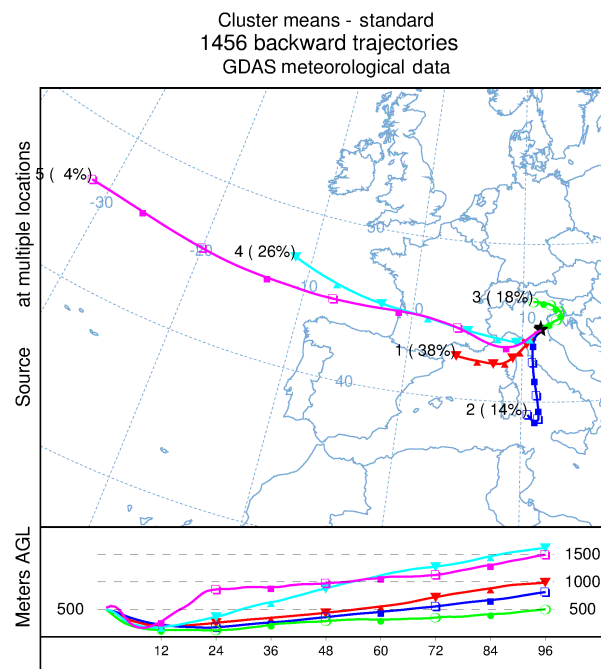 Cluster means - standard
1456 backward trajectories
GDAS meteorological data
Source at multiple locations
5 ( 4%)
-30
-20
4 (26%)
50
10
0
3 (18%)
10
1 (38%)
40
2 (14%)
Meters AGL
500
1500
1000
500
12 24 36 48 60 72 84 96